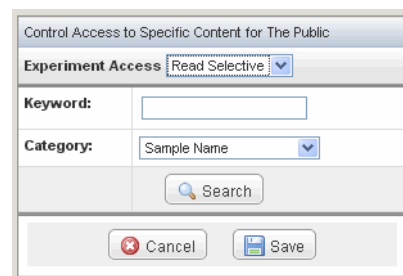 Control Access to Specific Content for The Public
Experiment Access Read Selective
Keyword:
Category: Sample Name
Search
Cancel Save